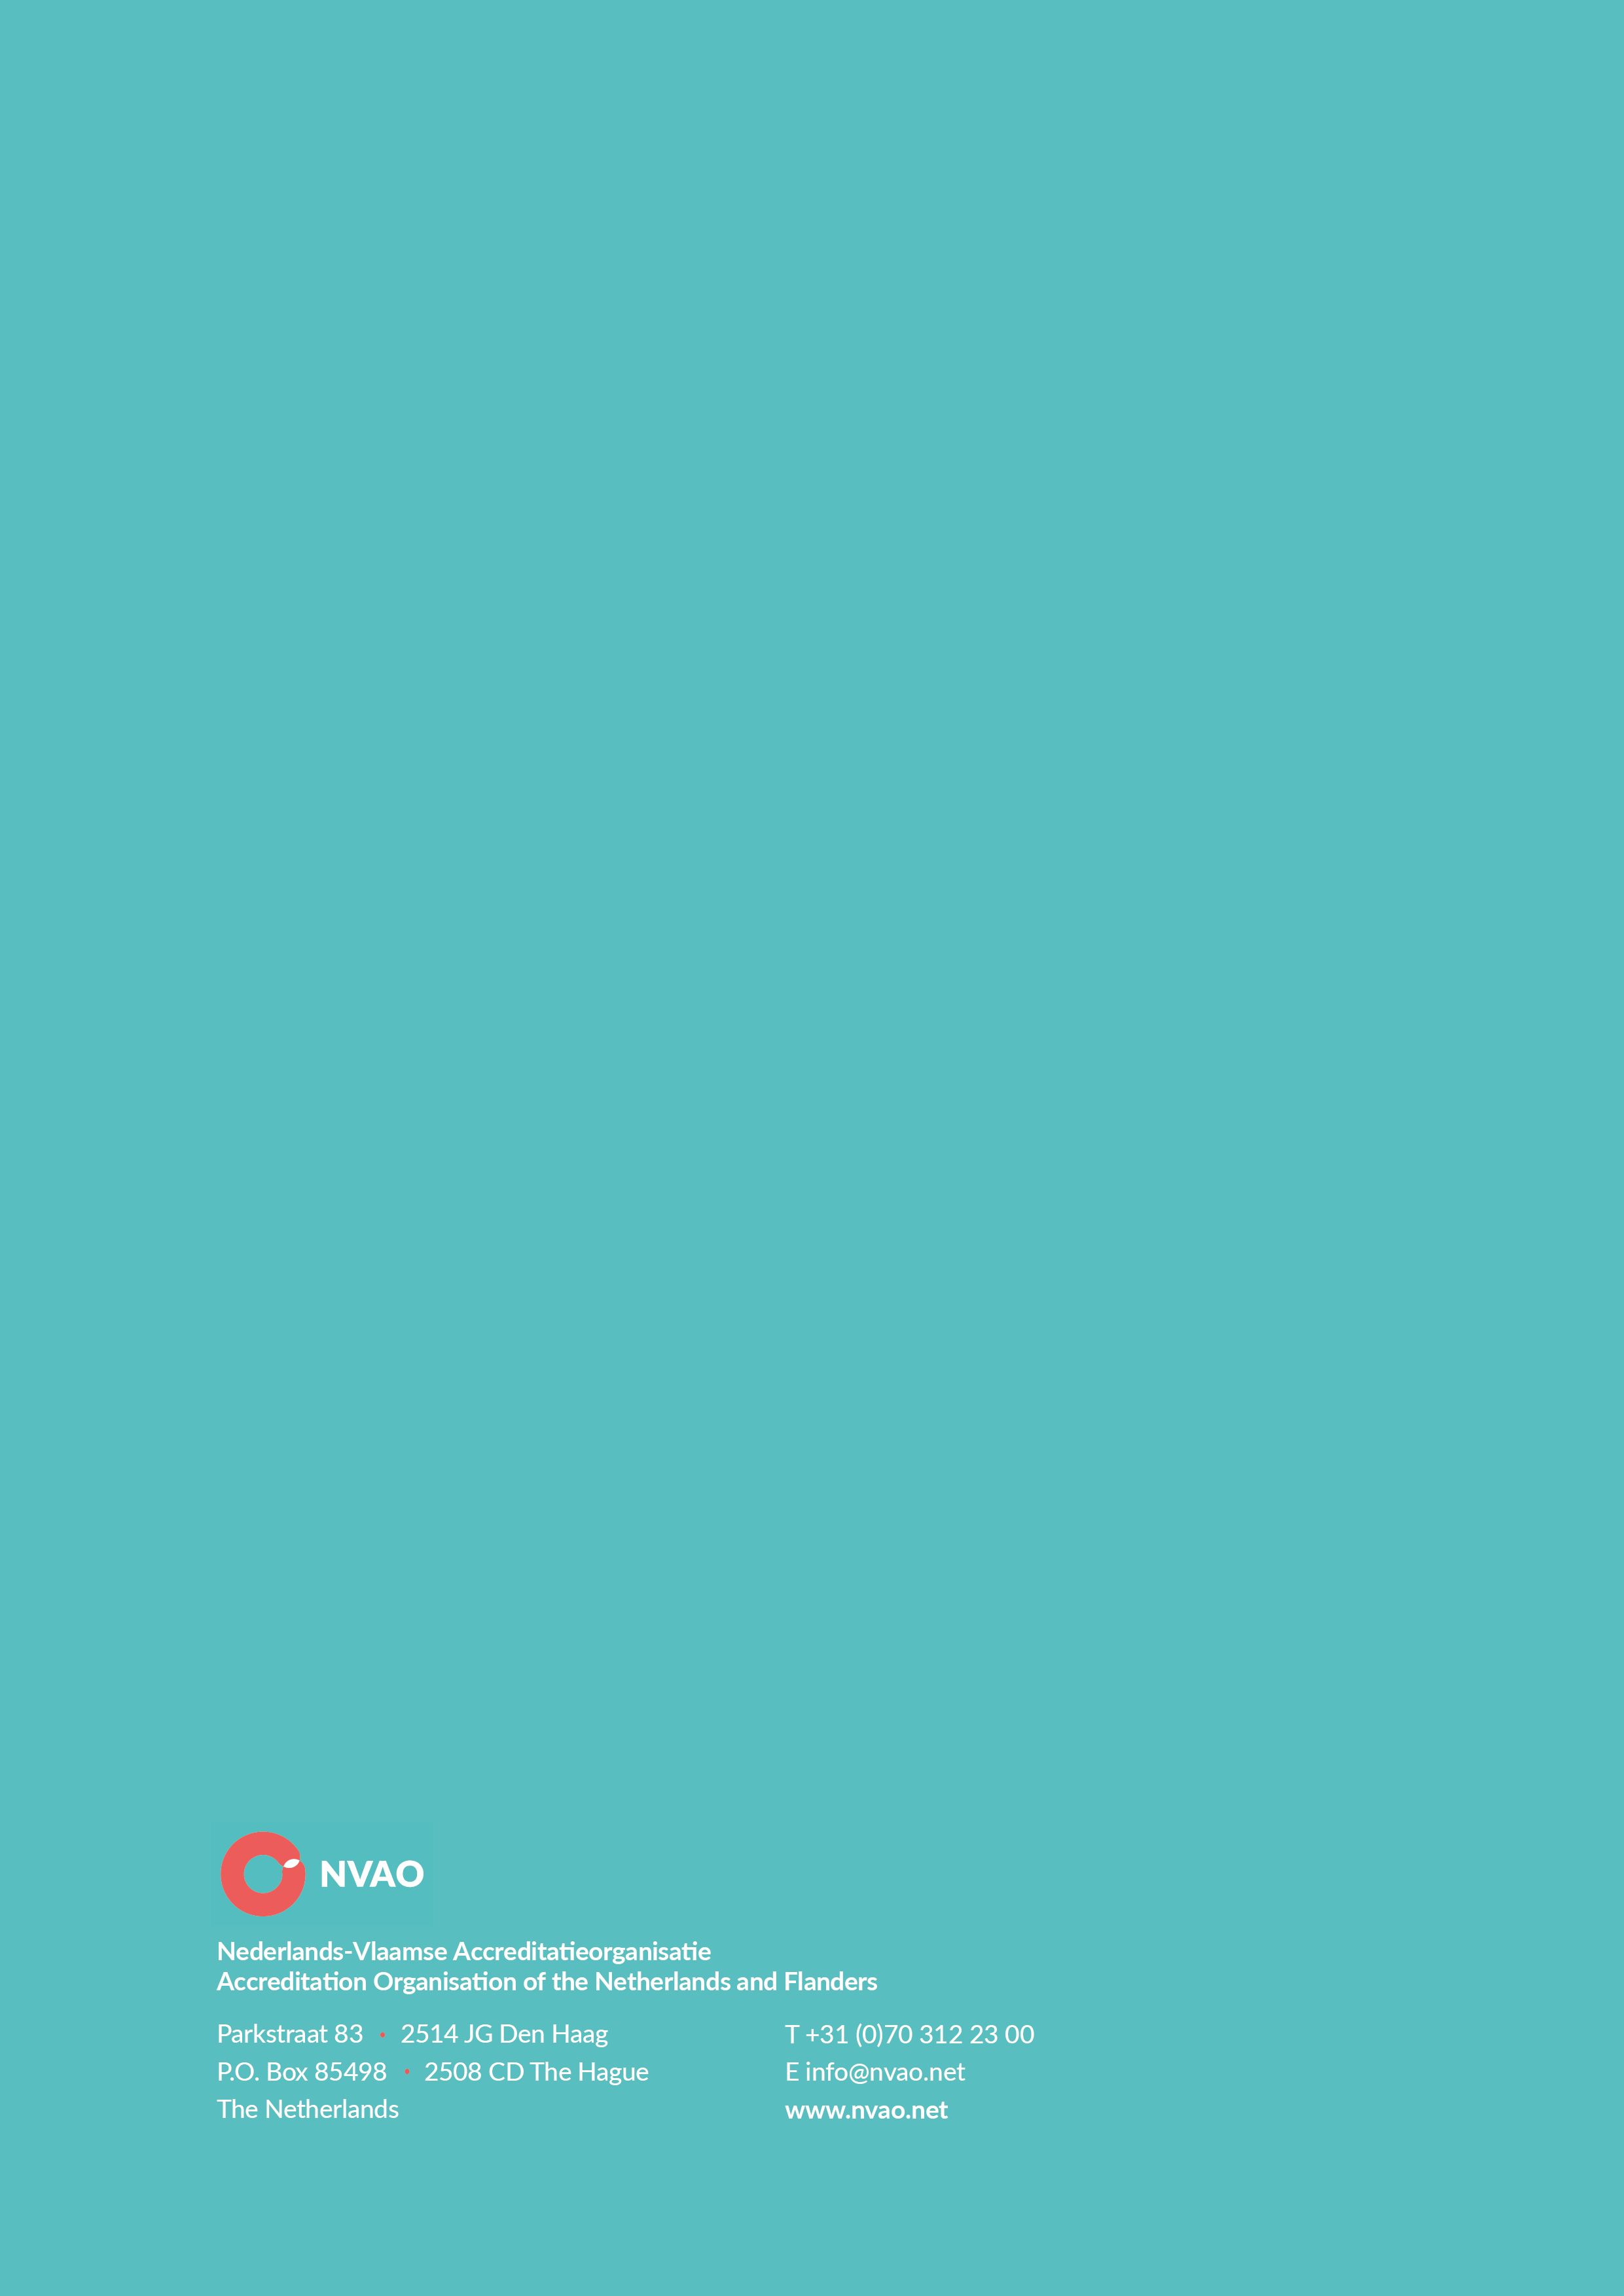 NVAO
Nederlands-Vlaamse Accreditatieorganisatie
Accreditation Organisation of the Netherlands and Flanders
Parkstraat 83 • 2514 JG Den Haag
P.O. Box 85498 • 2508 CD The Hague
The Netherlands
T +31 (0)70 312 23 00
E info@nvao.net
www.nvao.net